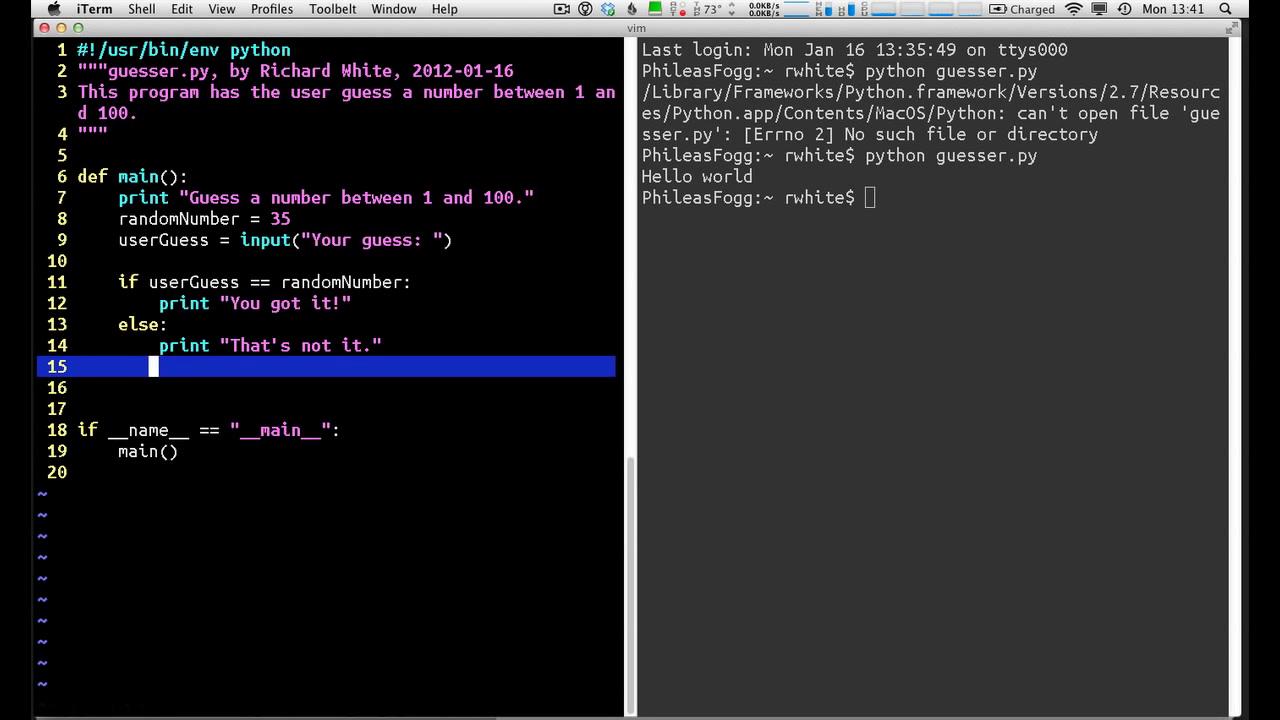 iTerm Shell Edit View Profiles Toolbelt Window Help 73° 0.0KB/s 0.0KB/s Charged Mon 13:41
vim
1 #!/usr/bin/env python
2 """guesser.py, by Richard White, 2012-01-16
3 This program has the user guess a number between 1 an
d 100.
4 """
5
6 def main():
7 print "Guess a number between 1 and 100."
8 randomNumber = 35
9 userGuess = input("Your guess: ")
10
11 if userGuess == randomNumber:
12 print "You got it!"
13 else:
14 print "That's not it."
15
16
17
18 if __name__ == "__main__":
19 main()
20
~
~
~
~
~
~
~
~
~
~
Last login: Mon Jan 16 13:35:49 on ttys000
PhileasFogg:~ rwhite$ python guesser.py
/Library/Frameworks/Python.framework/Versions/2.7/Resourc
es/Python.app/Contents/MacOS/Python: can't open file 'gue
sser.py': [Errno 2] No such file or directory
PhileasFogg:~ rwhite$ python guesser.py
Hello world
PhileasFogg:~ rwhite$